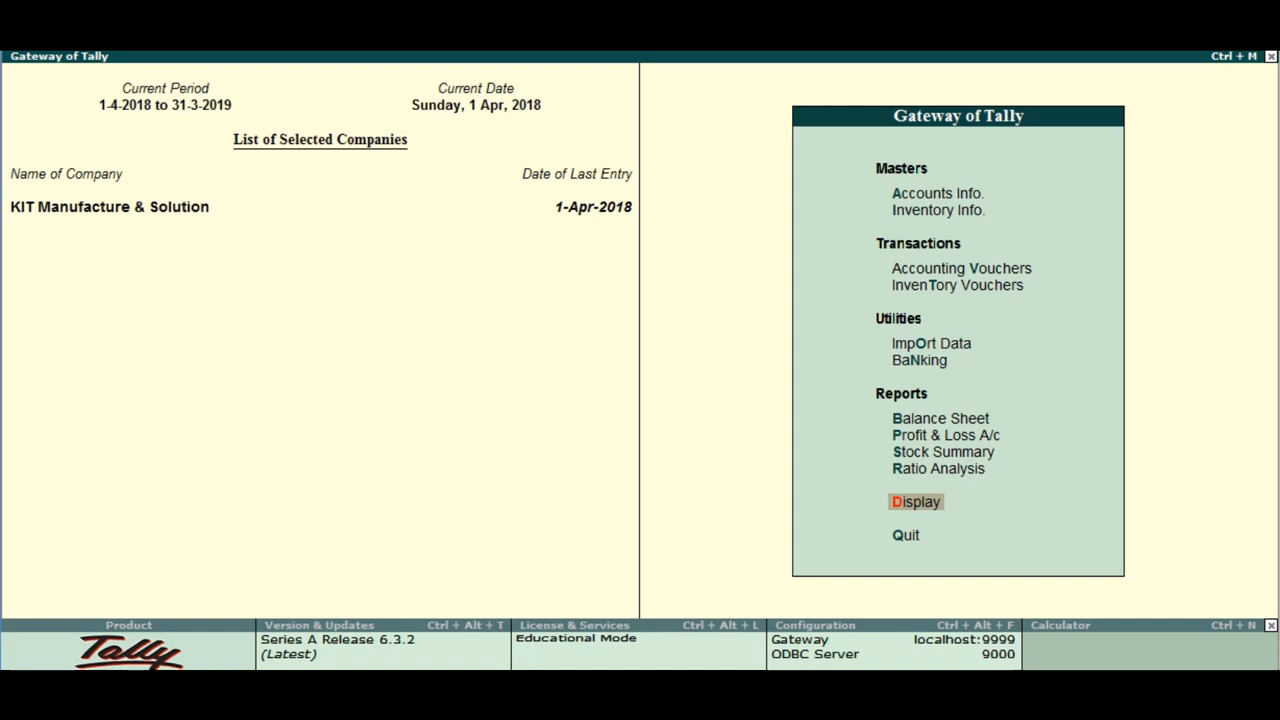 Gateway of Tally Ctrl + M
Current Period Current Date
1-4-2018 to 31-3-2019 Sunday, 1 Apr, 2018
List of Selected Companies
Name of Company Date of Last Entry
KIT Manufacture & Solution 1-Apr-2018
Gateway of Tally
Masters
Accounts Info.
Inventory Info.
Transactions
Accounting Vouchers
InvenTory Vouchers
Utilities
ImpOrt Data
BaNking
Reports
Balance Sheet
Profit & Loss A/c
Stock Summary
Ratio Analysis
Display
Quit
Product Version & Updates Ctrl + Alt + T License & Services Ctrl + Alt + L Configuration Ctrl + Alt + F Calculator Ctrl + N
Tally
Series A Release 6.3.2
(Latest)
Educational Mode
Gateway localhost:9999
ODBC Server 9000